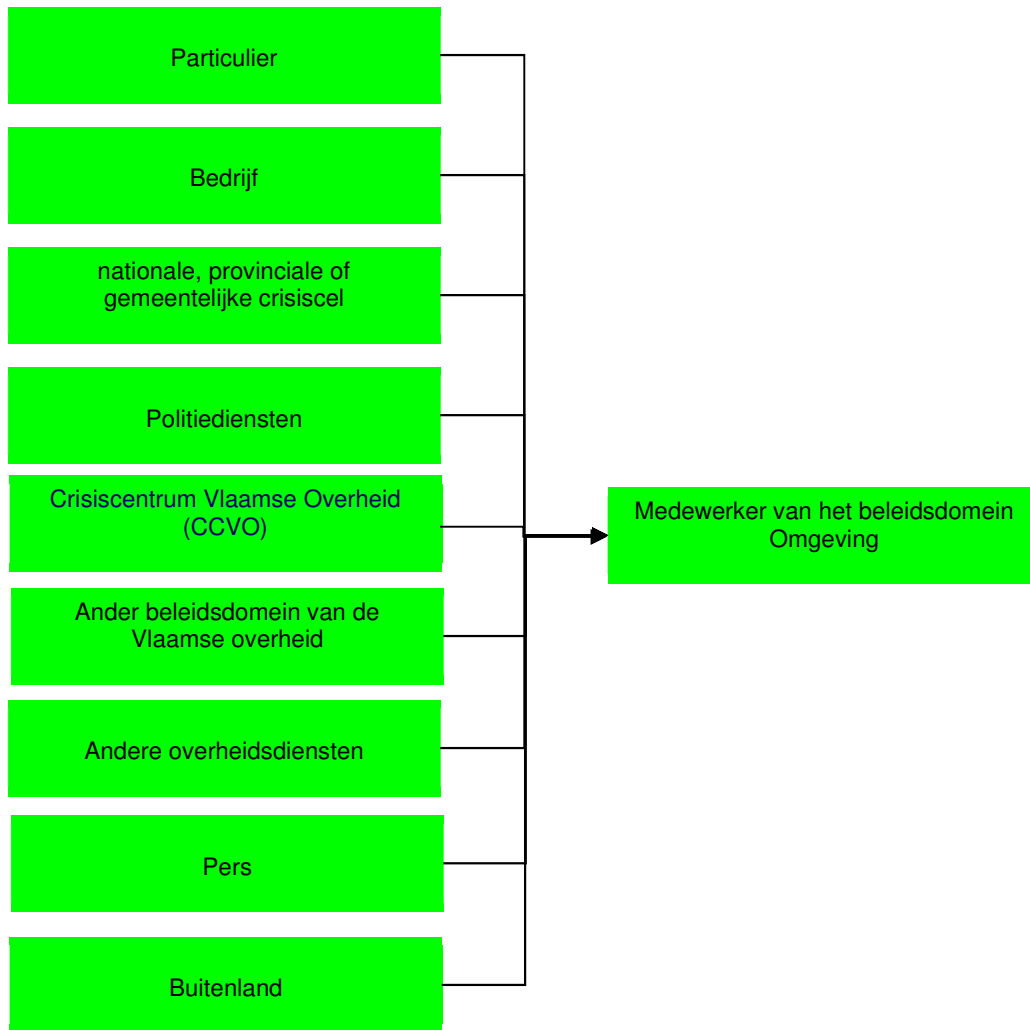 Particulier
Bedrijf
nationale, provinciale of
gemeentelijke crisiscel
Politiediensten
Crisiscentrum Vlaamse Overheid
(CCVO)
Ander beleidsdomein van de
Vlaamse overheid
Andere overheidsdiensten
Pers
Buitenland
Medewerker van het beleidsdomein
Omgeving